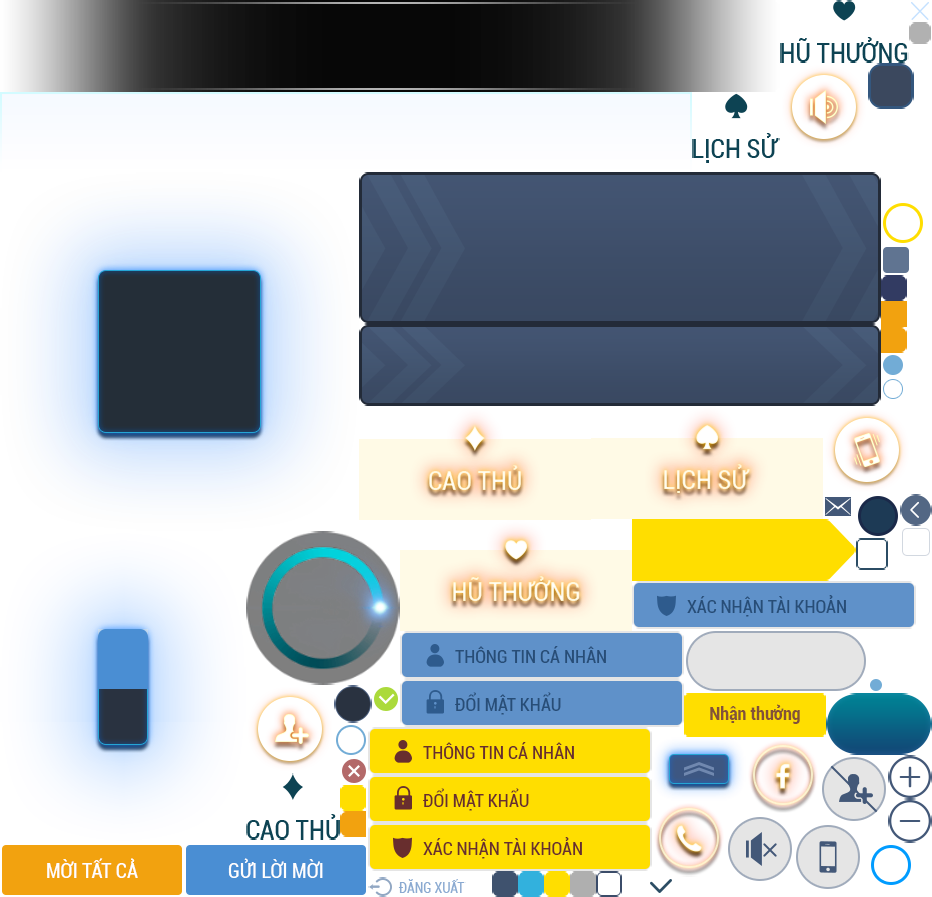 HŨ THƯỞNG
LỊCH SỬ
CAO THỦ
LỊCH SỬ
HŨ THƯỞNG
XÁC NHẬN TÀI KHOẢN
THÔNG TIN CÁ NHÂN
ĐỔI MẬT KHẨU
Nhận thưởng
THÔNG TIN CÁ NHÂN
ĐỔI MẬT KHẨU
CAO THỦ
XÁC NHẬN TÀI KHOẢN
MỜI TẤT CẢ
GỬI LỜI MỜI
ĐĂNG XUẤT